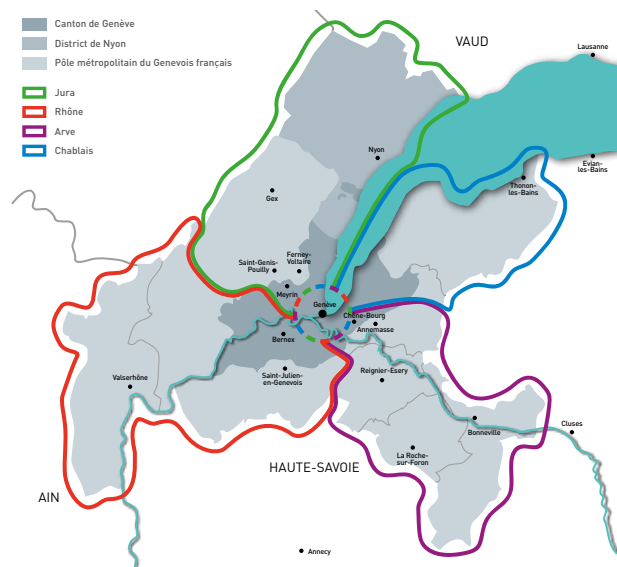 Canton de Genève
District de Nyon
Pôle métropolitain du Genevois français
Jura
Rhône
Arve
Chablais
VAUD
Lausanne
Nyon
Evian-
les-Bains
Thonon-
les-Bains
Gex
Ferney-
Voltaire
Saint-Genis-
Pouilly
Meyrin
Genève
Chêne-Bourg
Annemasse
Bernex
Saint-Julien-
en-Genevois
Reignier-Esery
Valserhône
Bonneville
Cluses
La Roche-
sur-Foron
HAUTE-SAVOIE
AIN
Annecy